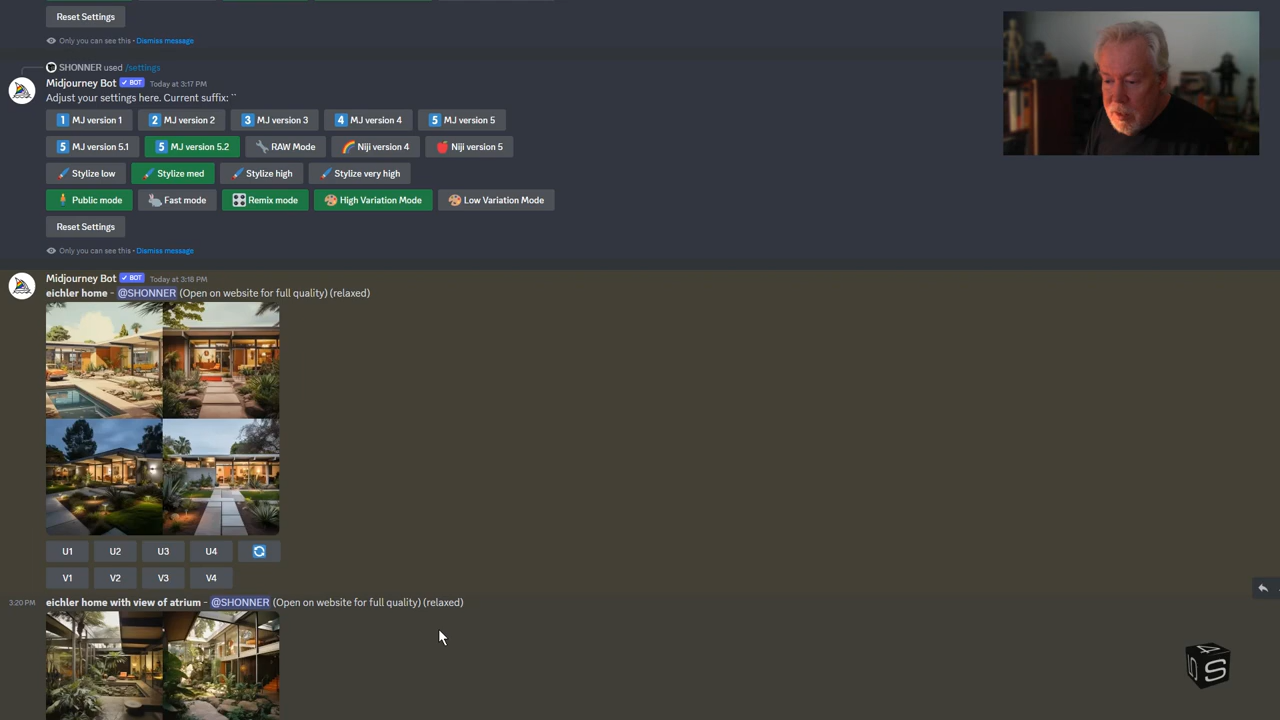 Reset Settings
Only you can see this • Dismiss message
SHONNER used /settings
Midjourney Bot ✓ BOT Today at 3:17 PM
Adjust your settings here. Current suffix: ``
1 MJ version 1 2 MJ version 2 3 MJ version 3 4 MJ version 4 5 MJ version 5
5 MJ version 5.1 5 MJ version 5.2 RAW Mode Niji version 4 Niji version 5
Stylize low Stylize med Stylize high Stylize very high
Public mode Fast mode Remix mode High Variation Mode Low Variation Mode
Reset Settings
Only you can see this • Dismiss message
Midjourney Bot ✓ BOT Today at 3:18 PM
eichler home - @SHONNER (Open on website for full quality) (relaxed)
U1 U2 U3 U4
V1 V2 V3 V4
3:20 PM eichler home with view of atrium - @SHONNER (Open on website for full quality) (relaxed)
4
S